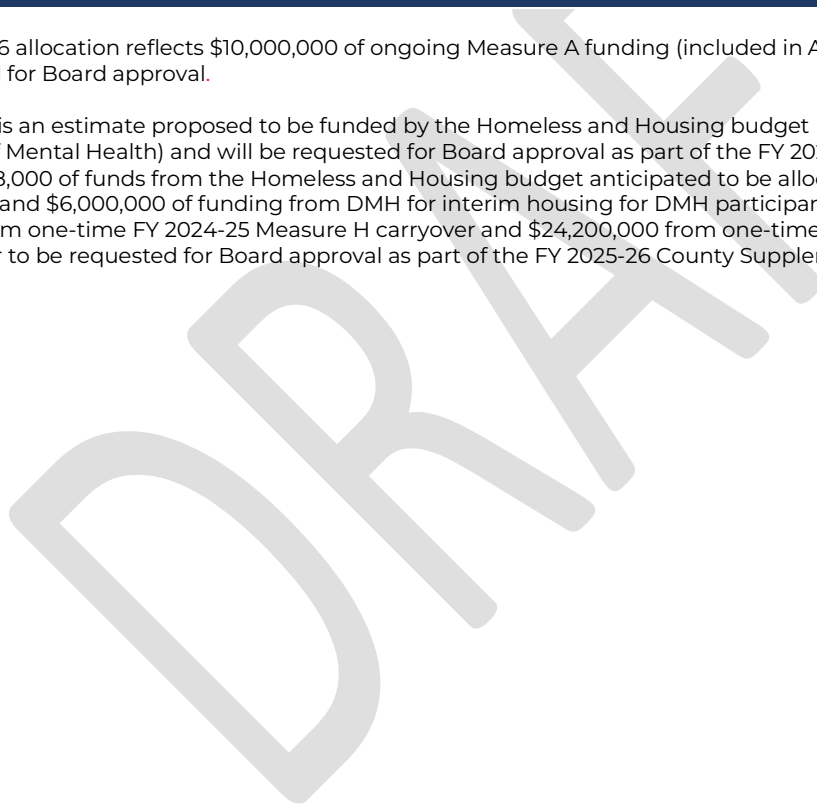 6 allocation reflects $10,000,000 of ongoing Measure A funding (included in A
for Board approval.
is an estimate proposed to be funded by the Homeless and Housing budget
Mental Health) and will be requested for Board approval as part of the FY 20
8,000 of funds from the Homeless and Housing budget anticipated to be allo
and $6,000,000 of funding from DMH for interim housing for DMH participan
m one-time FY 2024-25 Measure H carryover and $24,200,000 from one-time
r to be requested for Board approval as part of the FY 2025-26 County Supple
DRAF